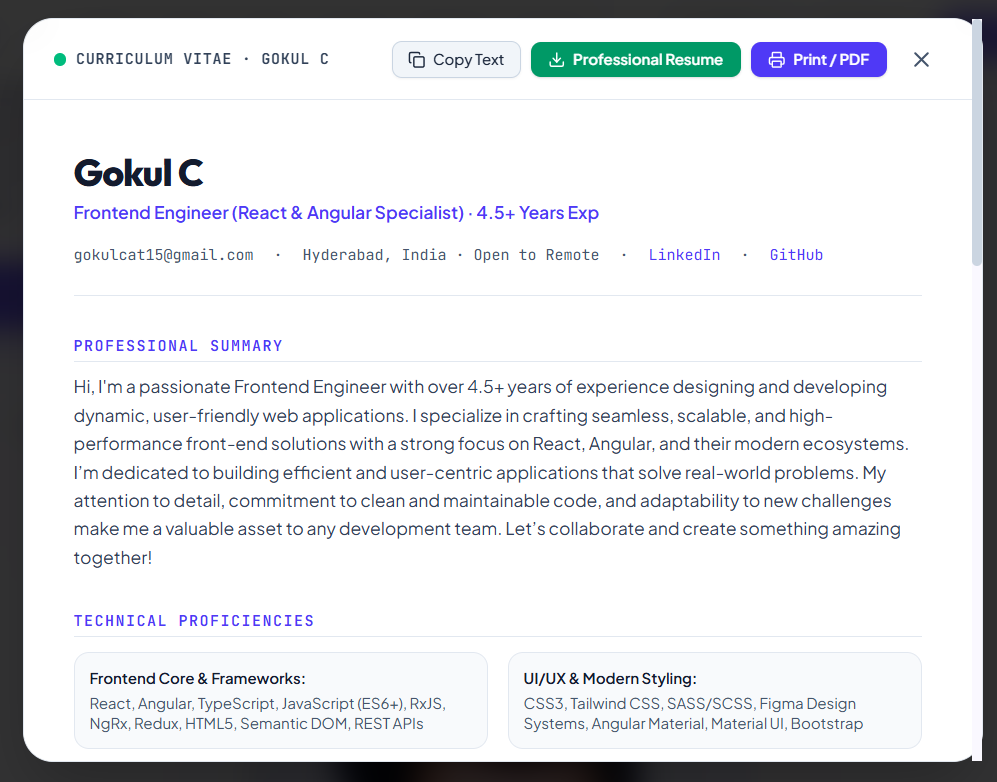 CURRICULUM VITAE · GOKUL C
Copy Text
Professional Resume
Print / PDF
Gokul C
Frontend Engineer (React & Angular Specialist) · 4.5+ Years Exp
gokulcat15@gmail.com · Hyderabad, India · Open to Remote · LinkedIn · GitHub
PROFESSIONAL SUMMARY
Hi, I'm a passionate Frontend Engineer with over 4.5+ years of experience designing and developing
dynamic, user-friendly web applications. I specialize in crafting seamless, scalable, and high-
performance front-end solutions with a strong focus on React, Angular, and their modern ecosystems.
I’m dedicated to building efficient and user-centric applications that solve real-world problems. My
attention to detail, commitment to clean and maintainable code, and adaptability to new challenges
make me a valuable asset to any development team. Let’s collaborate and create something amazing
together!
TECHNICAL PROFICIENCIES
Frontend Core & Frameworks:
React, Angular, TypeScript, JavaScript (ES6+), RxJS,
NgRx, Redux, HTML5, Semantic DOM, REST APIs
UI/UX & Modern Styling:
CSS3, Tailwind CSS, SASS/SCSS, Figma Design
Systems, Angular Material, Material UI, Bootstrap